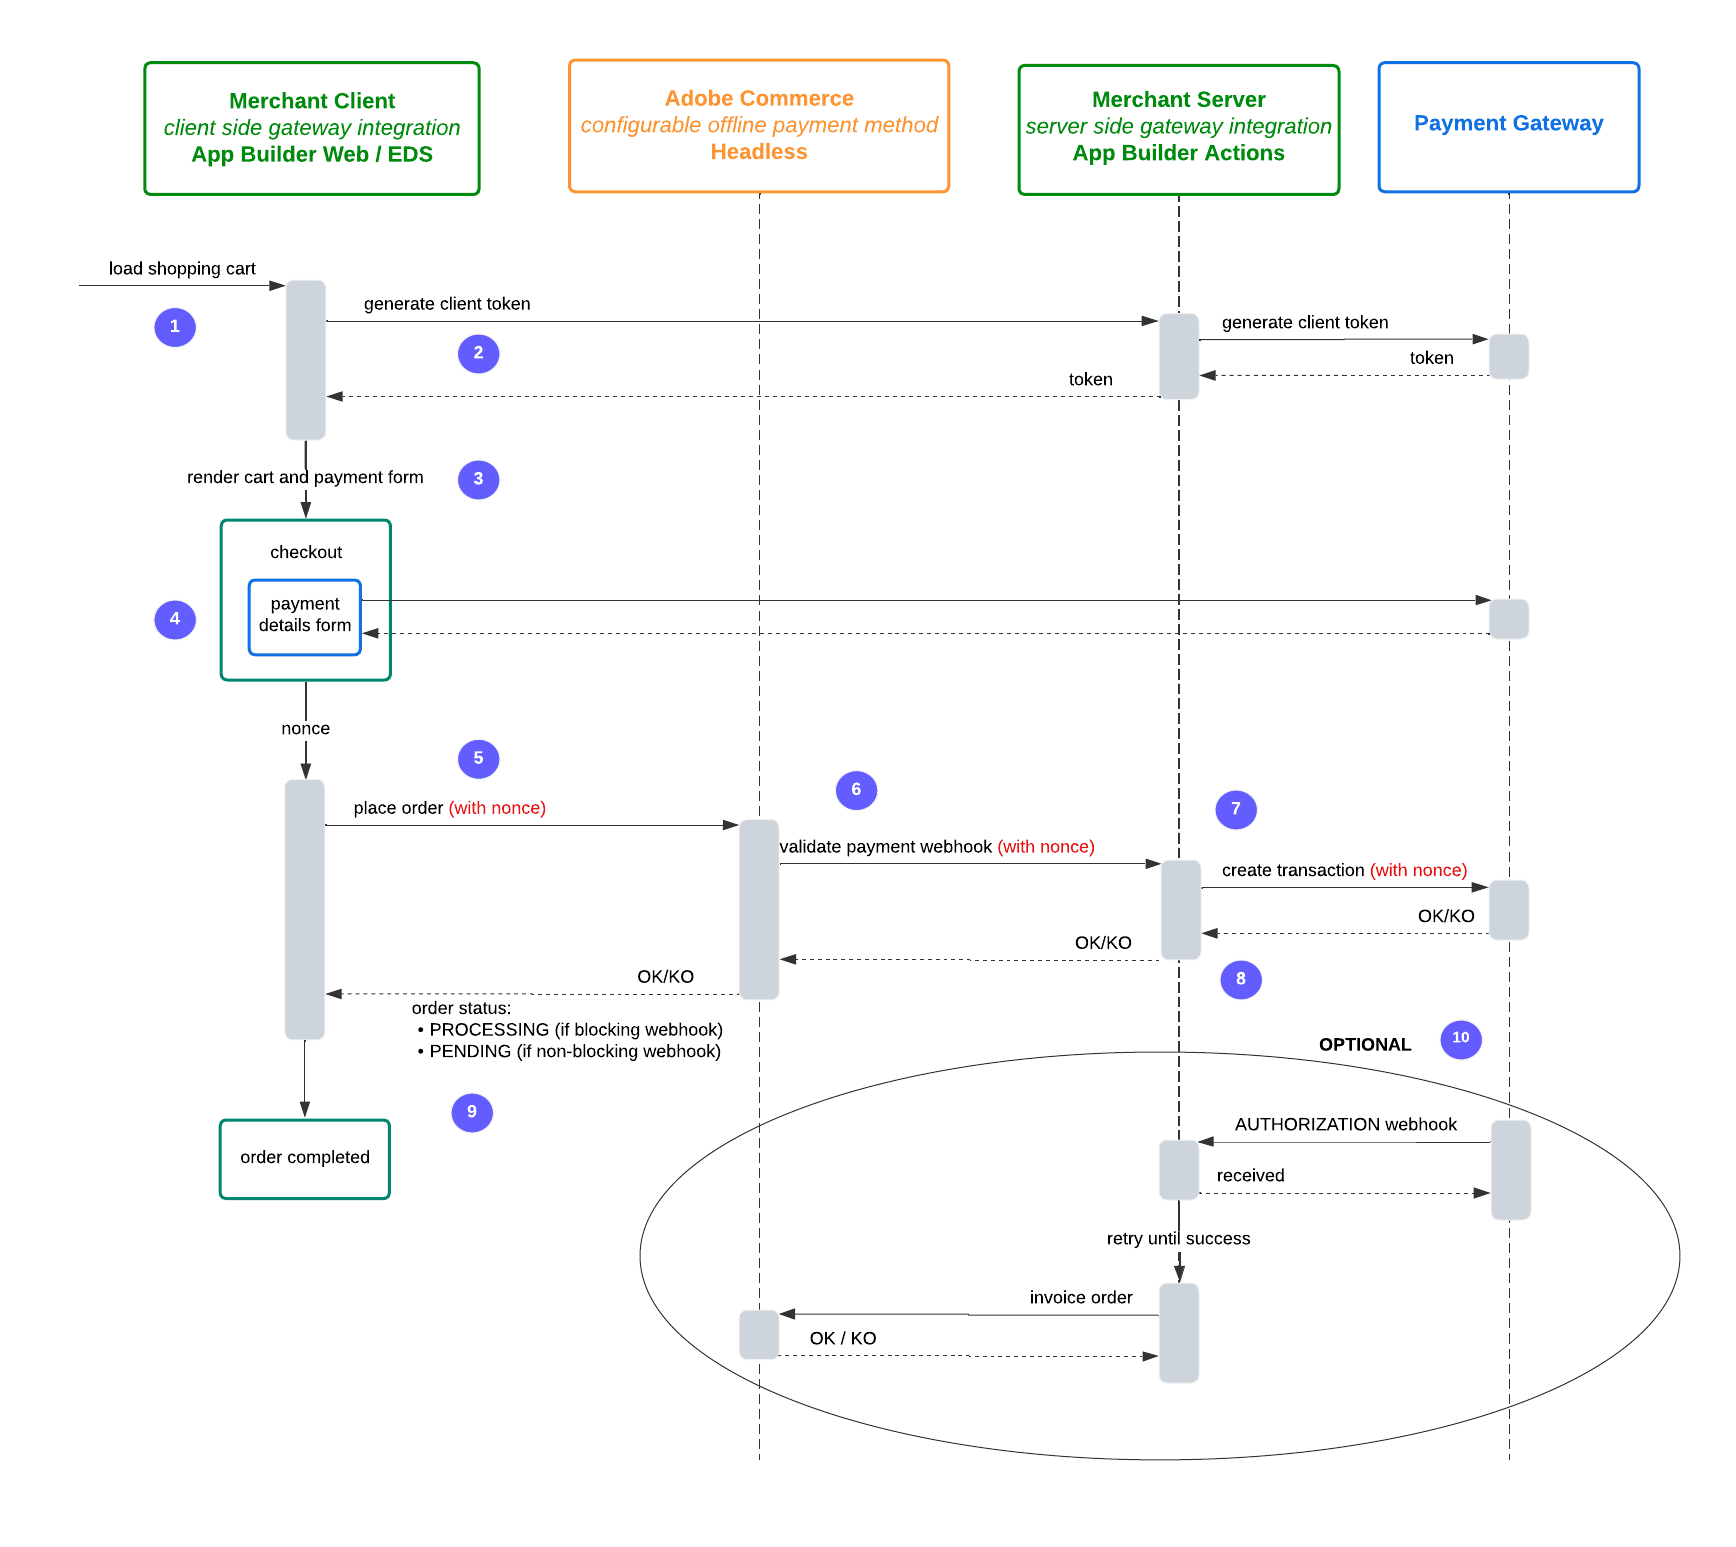 Merchant Client
client side gateway integration
App Builder Web / EDS
Adobe Commerce
configurable offline payment method
Headless
Merchant Server
server side gateway integration
App Builder Actions
Payment Gateway
load shopping cart
1
generate client token
2
generate client token
token
token
render cart and payment form
3
checkout
payment
details form
4
nonce
5
place order (with nonce)
6
validate payment webhook (with nonce)
7
create transaction (with nonce)
OK/KO
OK/KO
8
OK/KO
order status:
• PROCESSING (if blocking webhook)
• PENDING (if non-blocking webhook)
9
order completed
OPTIONAL
10
AUTHORIZATION webhook
received
retry until success
invoice order
OK / KO